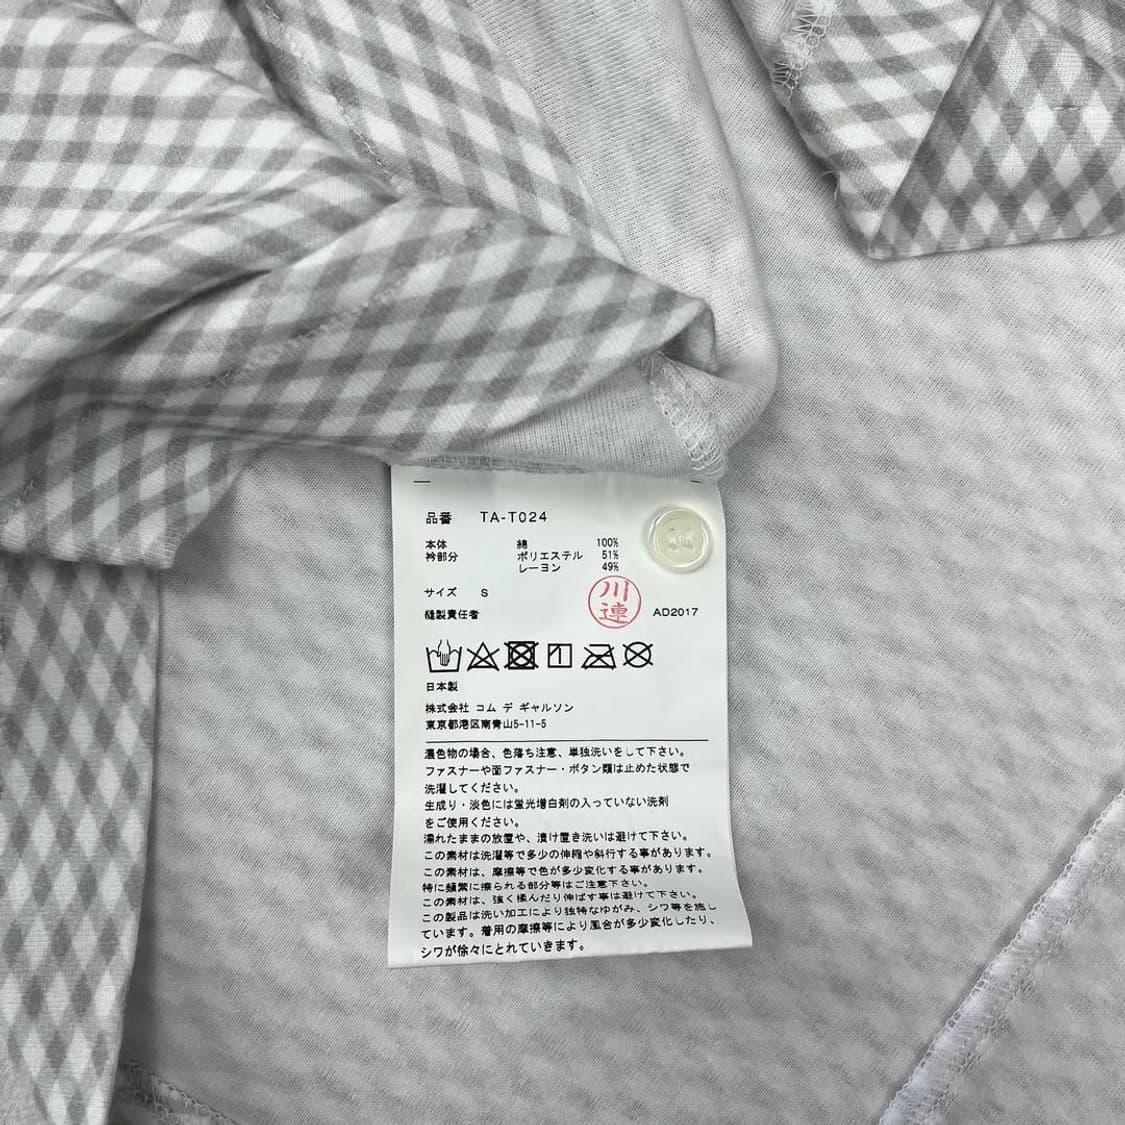 品番 TA-T024
本体 綿 100%
衿部分 ポリエステル 51%
レーヨン 49%
サイズ S
縫製責任者 川連 AD2017
日本製
株式会社 コム デ ギャルソン
東京都港区南青山5-11-5
濃色物の場合、色落ち注意、単独洗いをして下さい。
ファスナーや面ファスナー・ボタン類は止めた状態で
洗濯してください。
生成り・淡色には蛍光増白剤の入っていない洗剤
をご使用ください。
濡れたままの放置や、漬け置き洗いは避けて下さい。
この素材は洗濯等で多少の伸縮や斜行する事があります。
この素材は、摩擦等で色が多少変化する事があります。
特に頻繁に擦られる部分等はご注意下さい。
この素材は、強く揉んだり伸ばす事は避けて下さい。
この製品は洗い加工により独特なゆがみ、シワ等を施し
ています。着用の摩擦等により風合が多少変化したり、
シワが徐々にとれていきます。